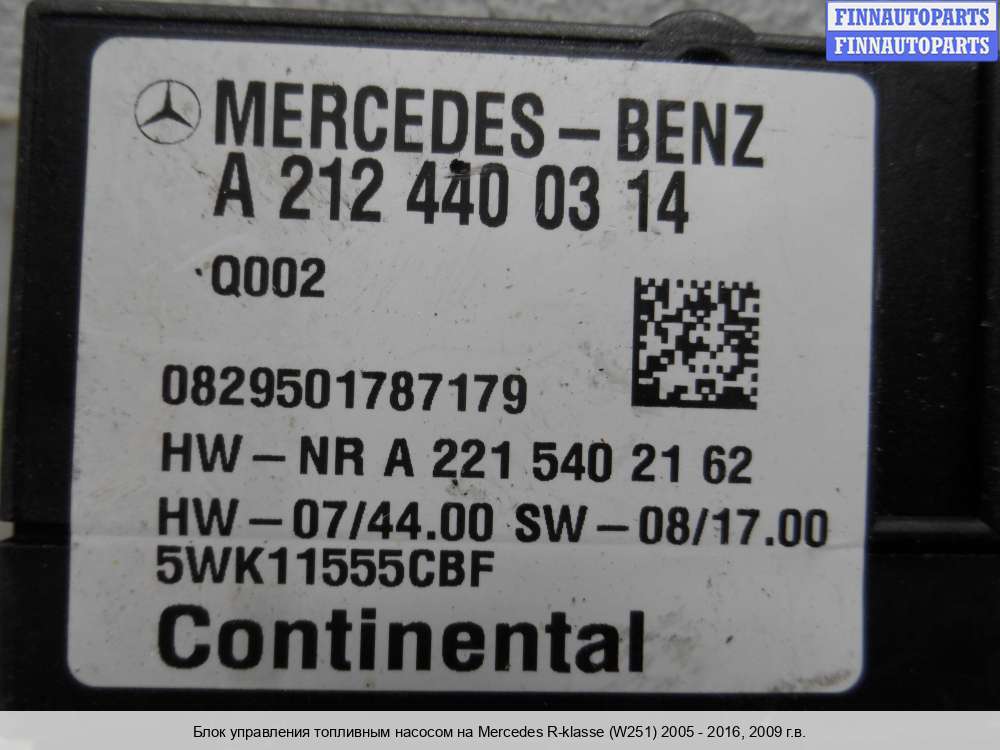 FINNAUTOPARTS
FINNAUTOPARTS
MERCEDES-BENZ
A 212 440 03 14
Q002
0829501787179
HW-NR A 221 540 21 62
HW-07/44.00 SW-08/17.00
5WK11555CBF
Continental
Блок управления топливным насосом на Mercedes R-klasse (W251) 2005 - 2016, 2009 г.в.